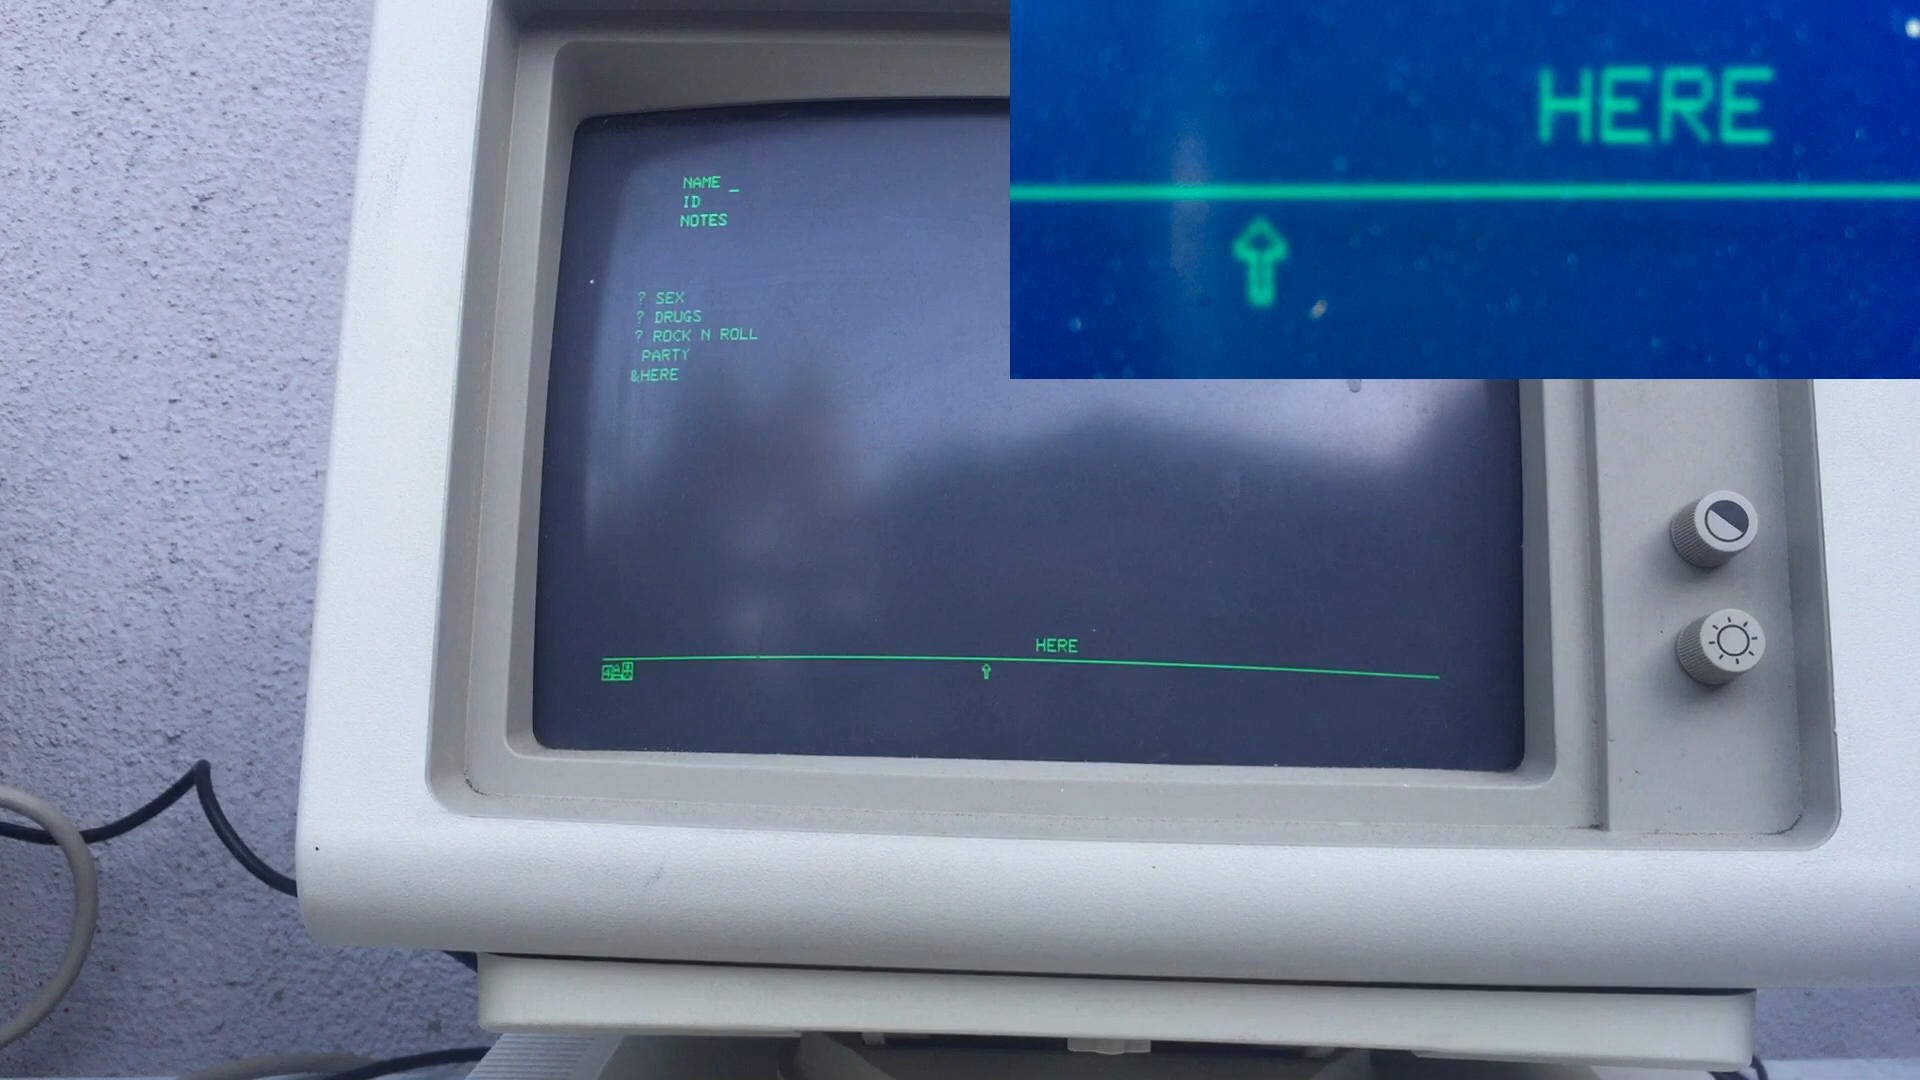 NAME _
ID
NOTES
? SEX
? DRUGS
? ROCK N ROLL
PARTY
&HERE
HERE
HERE